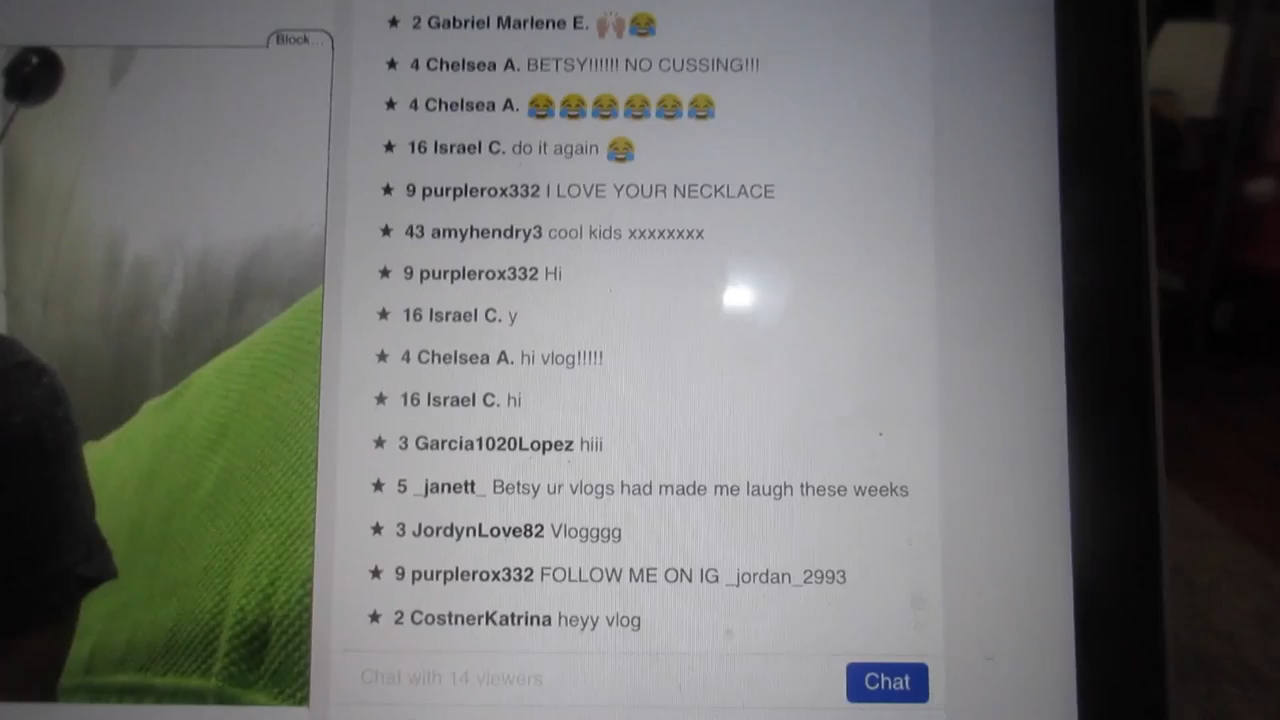 ★ 2 Gabriel Marlene E. 🙌😂
Block...
★ 4 Chelsea A. BETSY!!!!!! NO CUSSING!!!
★ 4 Chelsea A. 😂😂😂😂😂😂
★ 16 Israel C. do it again 😂
★ 9 purplerox332 I LOVE YOUR NECKLACE
★ 43 amyhendry3 cool kids xxxxxxxx
★ 9 purplerox332 Hi
★ 16 Israel C. y
★ 4 Chelsea A. hi vlog!!!!!
★ 16 Israel C. hi
★ 3 Garcia1020Lopez hiii
★ 5 _janett_ Betsy ur vlogs had made me laugh these weeks
★ 3 JordynLove82 Vlogggg
★ 9 purplerox332 FOLLOW ME ON IG _jordan_2993
★ 2 CostnerKatrina heyy vlog
Chat with 14 viewers
Chat